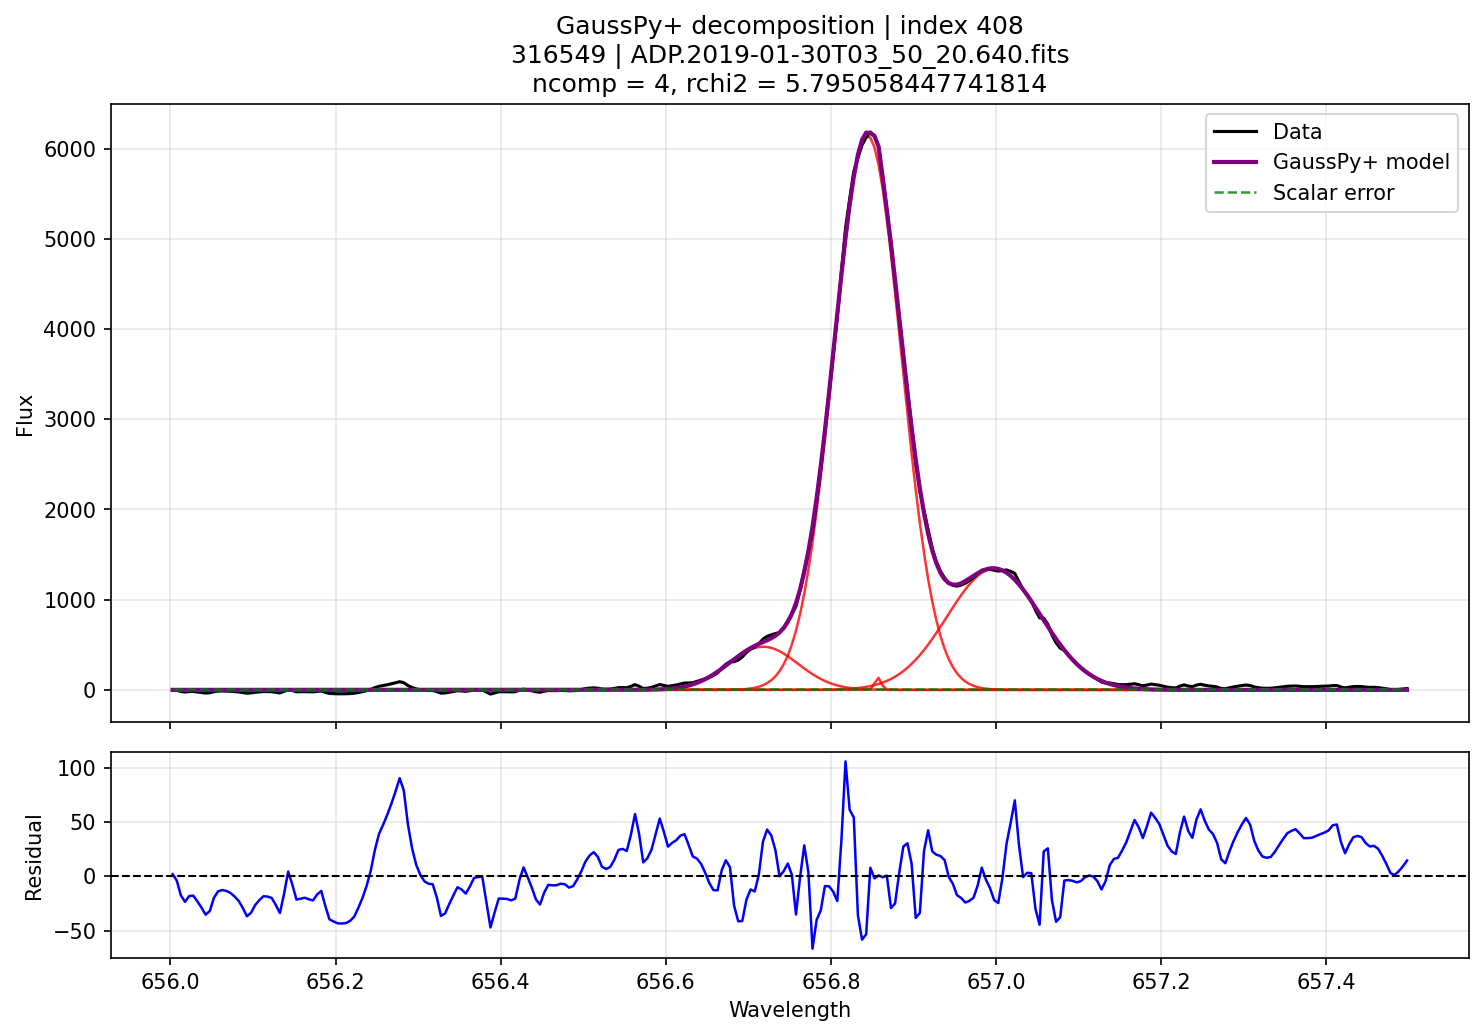 GaussPy+ decomposition | index 408
316549 | ADP.2019-01-30T03_50_20.640.fits
ncomp = 4, rchi2 = 5.795058447741814
Data
GaussPy+ model
Scalar error
Flux
6000
5000
4000
3000
2000
1000
0
Residual
100
50
0
−50
656.0 656.2 656.4 656.6 656.8 657.0 657.2 657.4
Wavelength